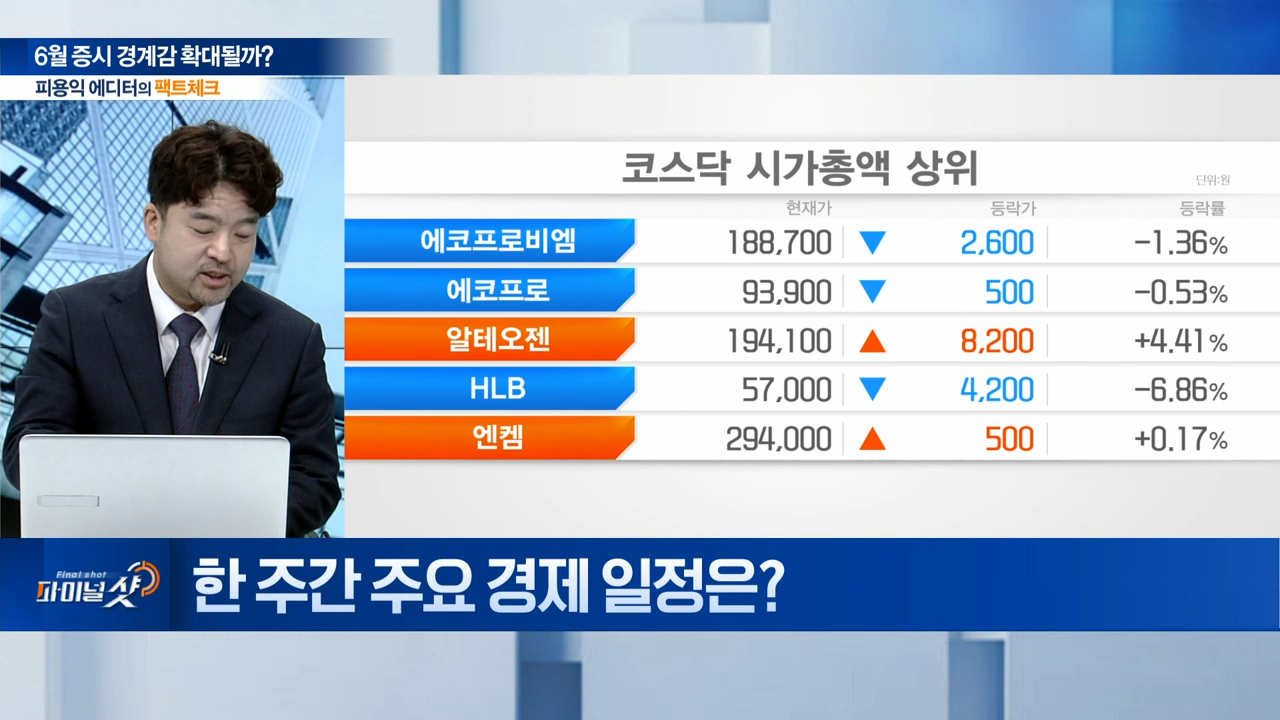 6월 증시 경계감 확대될까?
피용익 에디터의 팩트체크
코스닥 시가총액 상위
단위:원
현재가 등락가 등락률
에코프로비엠 188,700 ▼ 2,600 -1.36%
에코프로 93,900 ▼ 500 -0.53%
알테오젠 194,100 ▲ 8,200 +4.41%
HLB 57,000 ▼ 4,200 -6.86%
엔켐 294,000 ▲ 500 +0.17%
Final shot
파이널샷
한 주간 주요 경제 일정은?